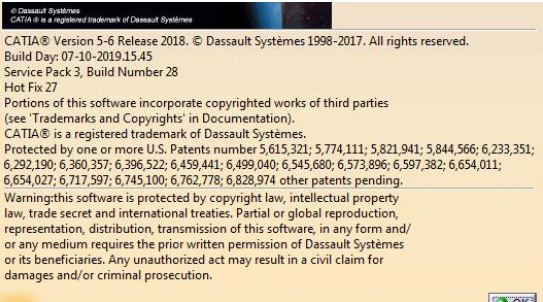 © Dassault Systèmes
CATIA ® is a registered trademark of Dassault Systèmes
CATIA® Version 5-6 Release 2018. © Dassault Systèmes 1998-2017. All rights reserved.
Build Day: 07-10-2019.15.45
Service Pack 3, Build Number 28
Hot Fix 27
Portions of this software incorporate copyrighted works of third parties
(see 'Trademarks and Copyrights' in Documentation).
CATIA® is a registered trademark of Dassault Systèmes.
Protected by one or more U.S. Patents number 5,615,321; 5,774,111; 5,821,941; 5,844,566; 6,233,351;
6,292,190; 6,360,357; 6,396,522; 6,459,441; 6,499,040; 6,545,680; 6,573,896; 6,597,382; 6,654,011;
6,654,027; 6,717,597; 6,745,100; 6,762,778; 6,828,974 other patents pending.
Warning:this software is protected by copyright law, intellectual property
law, trade secret and international treaties. Partial or global reproduction,
representation, distribution, transmission of this software, in any form and/
or any medium requires the prior written permission of Dassault Systèmes
or its beneficiaries. Any unauthorized act may result in a civil claim for
damages and/or criminal prosecution.
OK